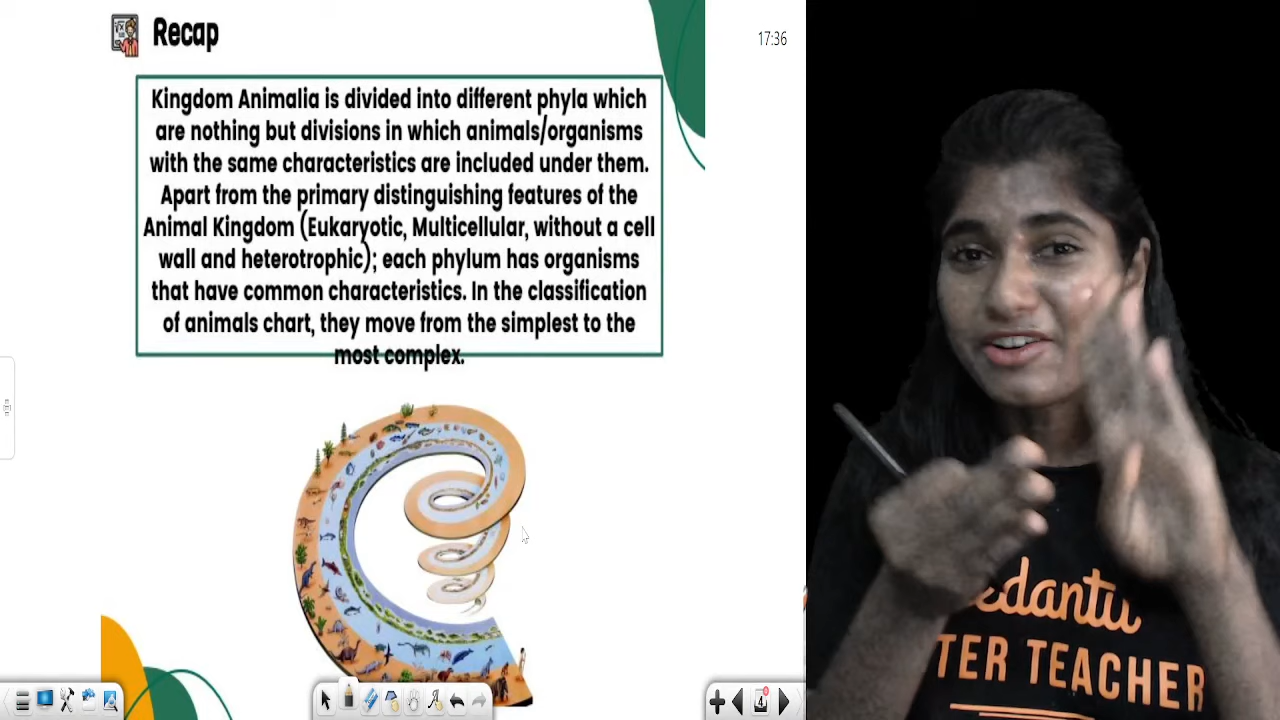 Recap
17:36
Kingdom Animalia is divided into different phyla which
are nothing but divisions in which animals/organisms
with the same characteristics are included under them.
Apart from the primary distinguishing features of the
Animal Kingdom (Eukaryotic, Multicellular, without a cell
wall and heterotrophic); each phylum has organisms
that have common characteristics. In the classification
of animals chart, they move from the simplest to the
most complex.
edantu
TER TEACHER
4